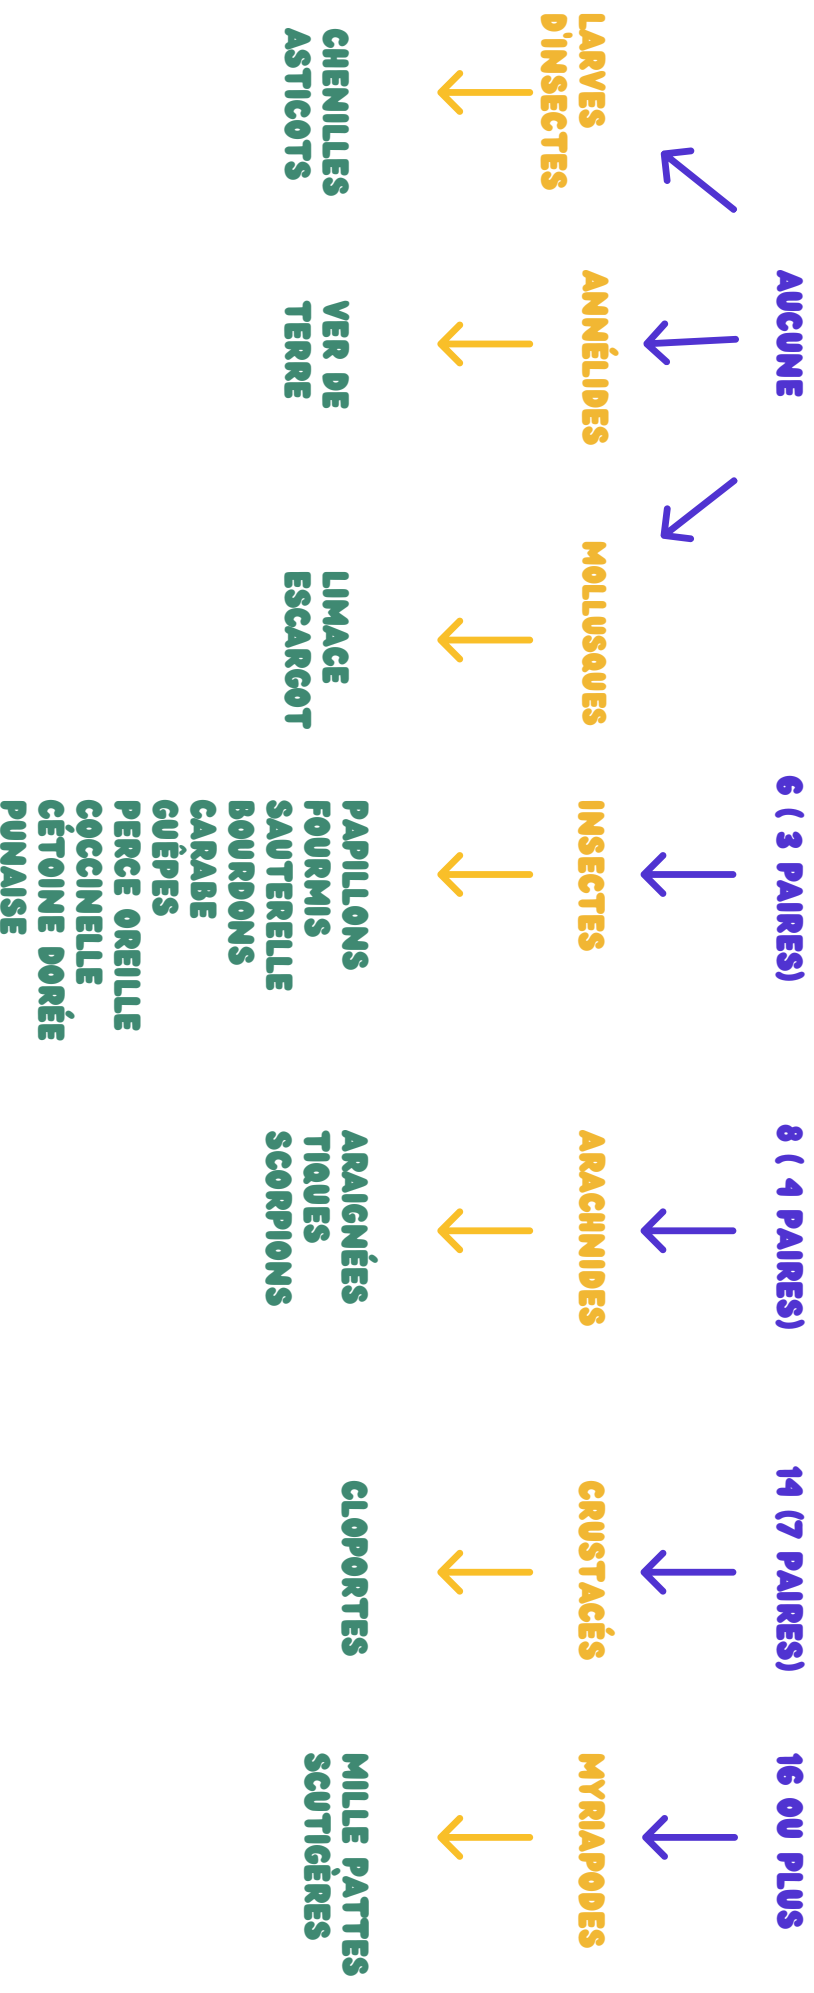 AUCUNE
6 ( 3 PAIRES)
8 ( 4 PAIRES)
14 (7 PAIRES)
16 OU PLUS
LARVES
D'INSECTES
ANNÉLIDES
MOLLUSQUES
INSECTES
ARACHNIDES
CRUSTACÉS
MYRIAPODES
CHENILLES
ASTICOTS
VER DE
TERRE
LIMACE
ESCARGOT
PAPILLONS
FOURMIS
SAUTERELLE
BOURDONS
CARABE
GUÊPES
PERCE OREILLE
COCCINELLE
CÉTOINE DORÉE
PUNAISE
ARAIGNÉES
TIQUES
SCORPIONS
CLOPORTES
MILLE PATTES
SCUTIGÈRES